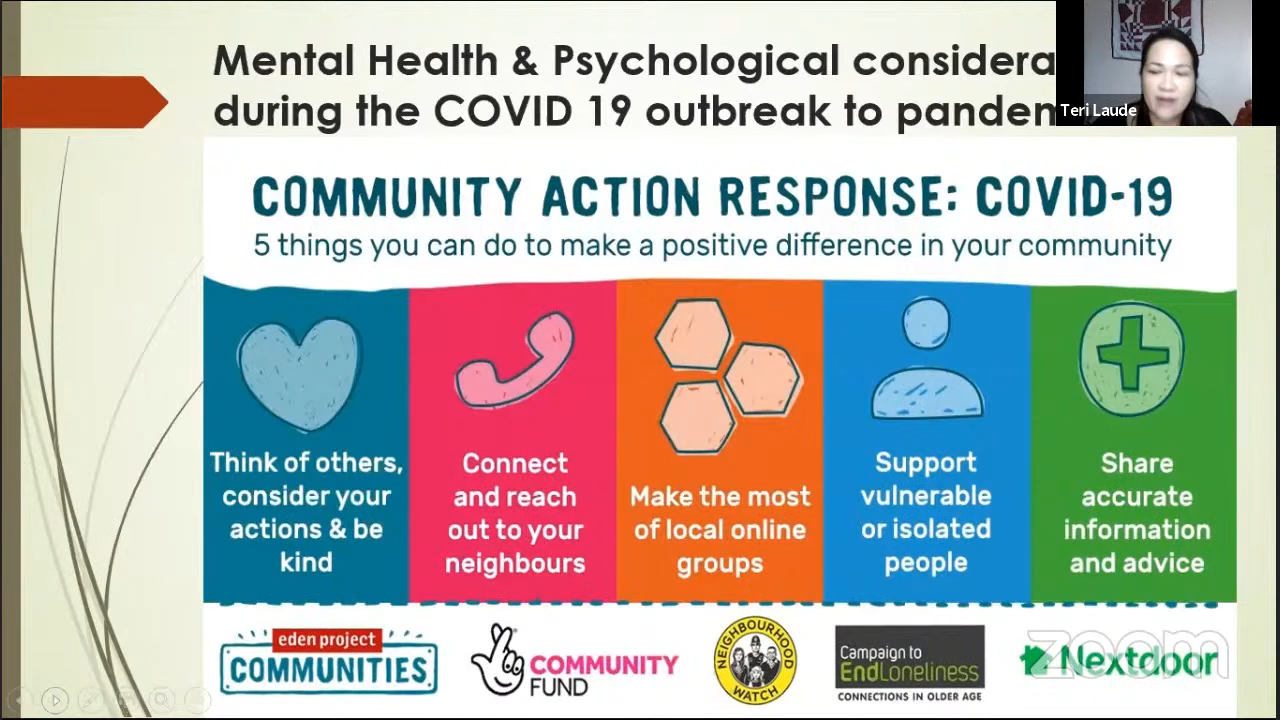 Mental Health & Psychological considera
during the COVID 19 outbreak to panden
Teri Laude
COMMUNITY ACTION RESPONSE: COVID-19
5 things you can do to make a positive difference in your community
Think of others,
consider your
actions & be
kind
Connect
and reach
out to your
neighbours
Make the most
of local online
groups
Support
vulnerable
or isolated
people
Share
accurate
information
and advice
eden project
COMMUNITIES
COMMUNITY
FUND
NEIGHBOURHOOD
WATCH
Campaign to
EndLoneliness
CONNECTIONS IN OLDER AGE
Nextdoor
zoom